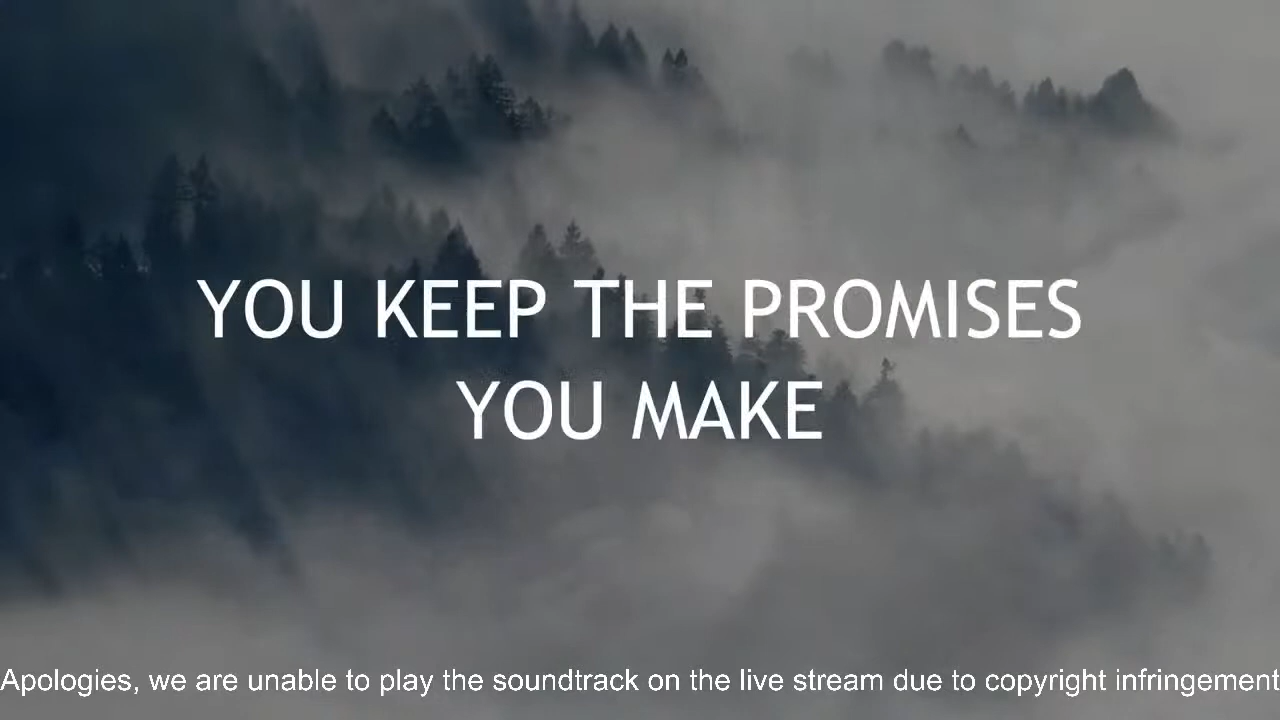 YOU KEEP THE PROMISES
YOU MAKE
Apologies, we are unable to play the soundtrack on the live stream due to copyright infringement